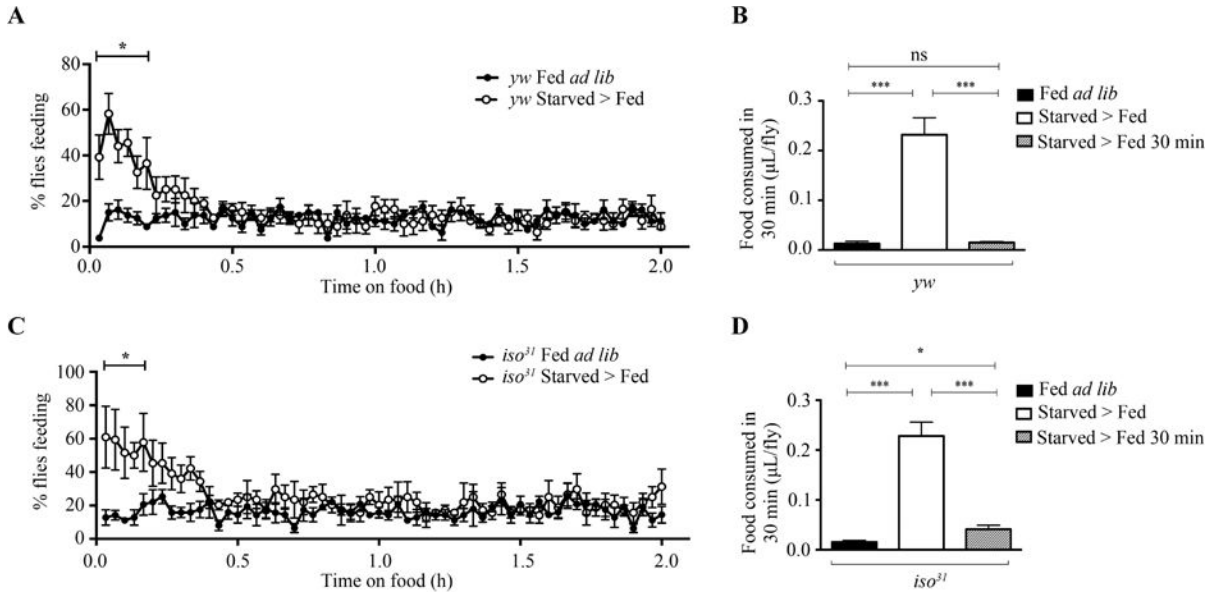 A
*
80
60
40
20
0
% flies feeding
0.0 0.5 1.0 1.5 2.0
Time on food (h)
yw Fed ad lib
yw Starved > Fed
B
ns
*** ***
0.3
0.2
0.1
0.0
Food consumed in
30 min (µL/fly)
yw
Fed ad lib
Starved > Fed
Starved > Fed 30 min
C
*
100
80
60
40
20
0
% flies feeding
0.0 0.5 1.0 1.5 2.0
Time on food (h)
iso³¹ Fed ad lib
iso³¹ Starved > Fed
D
*
*** ***
0.3
0.2
0.1
0.0
Food consumed in
30 min (µL/fly)
iso³¹
Fed ad lib
Starved > Fed
Starved > Fed 30 min